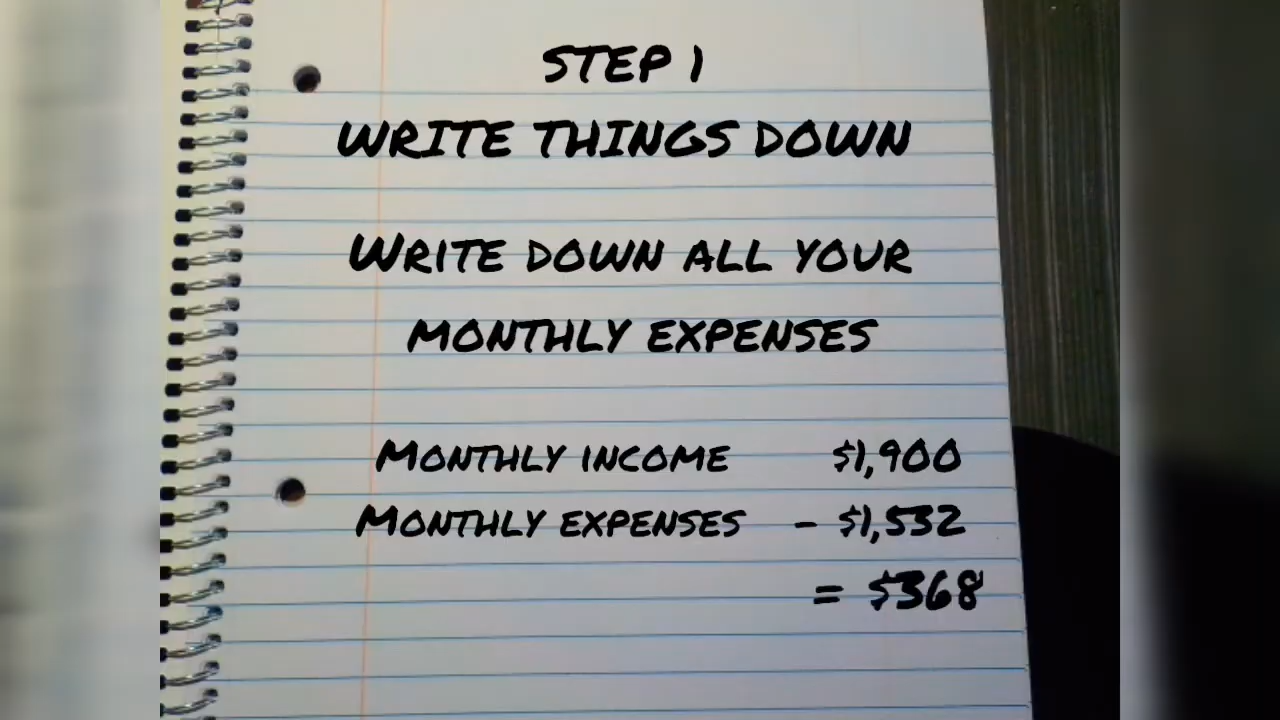 STEP 1
WRITE THINGS DOWN
WRITE DOWN ALL YOUR
MONTHLY EXPENSES
MONTHLY INCOME $1,900
MONTHLY EXPENSES - $1,532
= $368